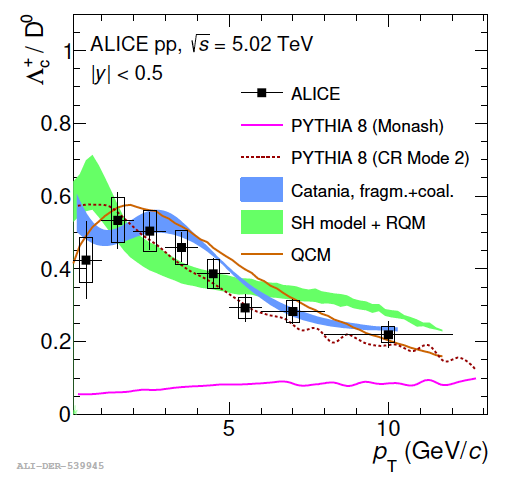 Λc+ / D0
ALICE pp, √s = 5.02 TeV
|y| < 0.5
ALICE
PYTHIA 8 (Monash)
PYTHIA 8 (CR Mode 2)
Catania, fragm.+coal.
SH model + RQM
QCM
1
0.8
0.6
0.4
0.2
0
5
10
pT (GeV/c)
ALI-DER-539945